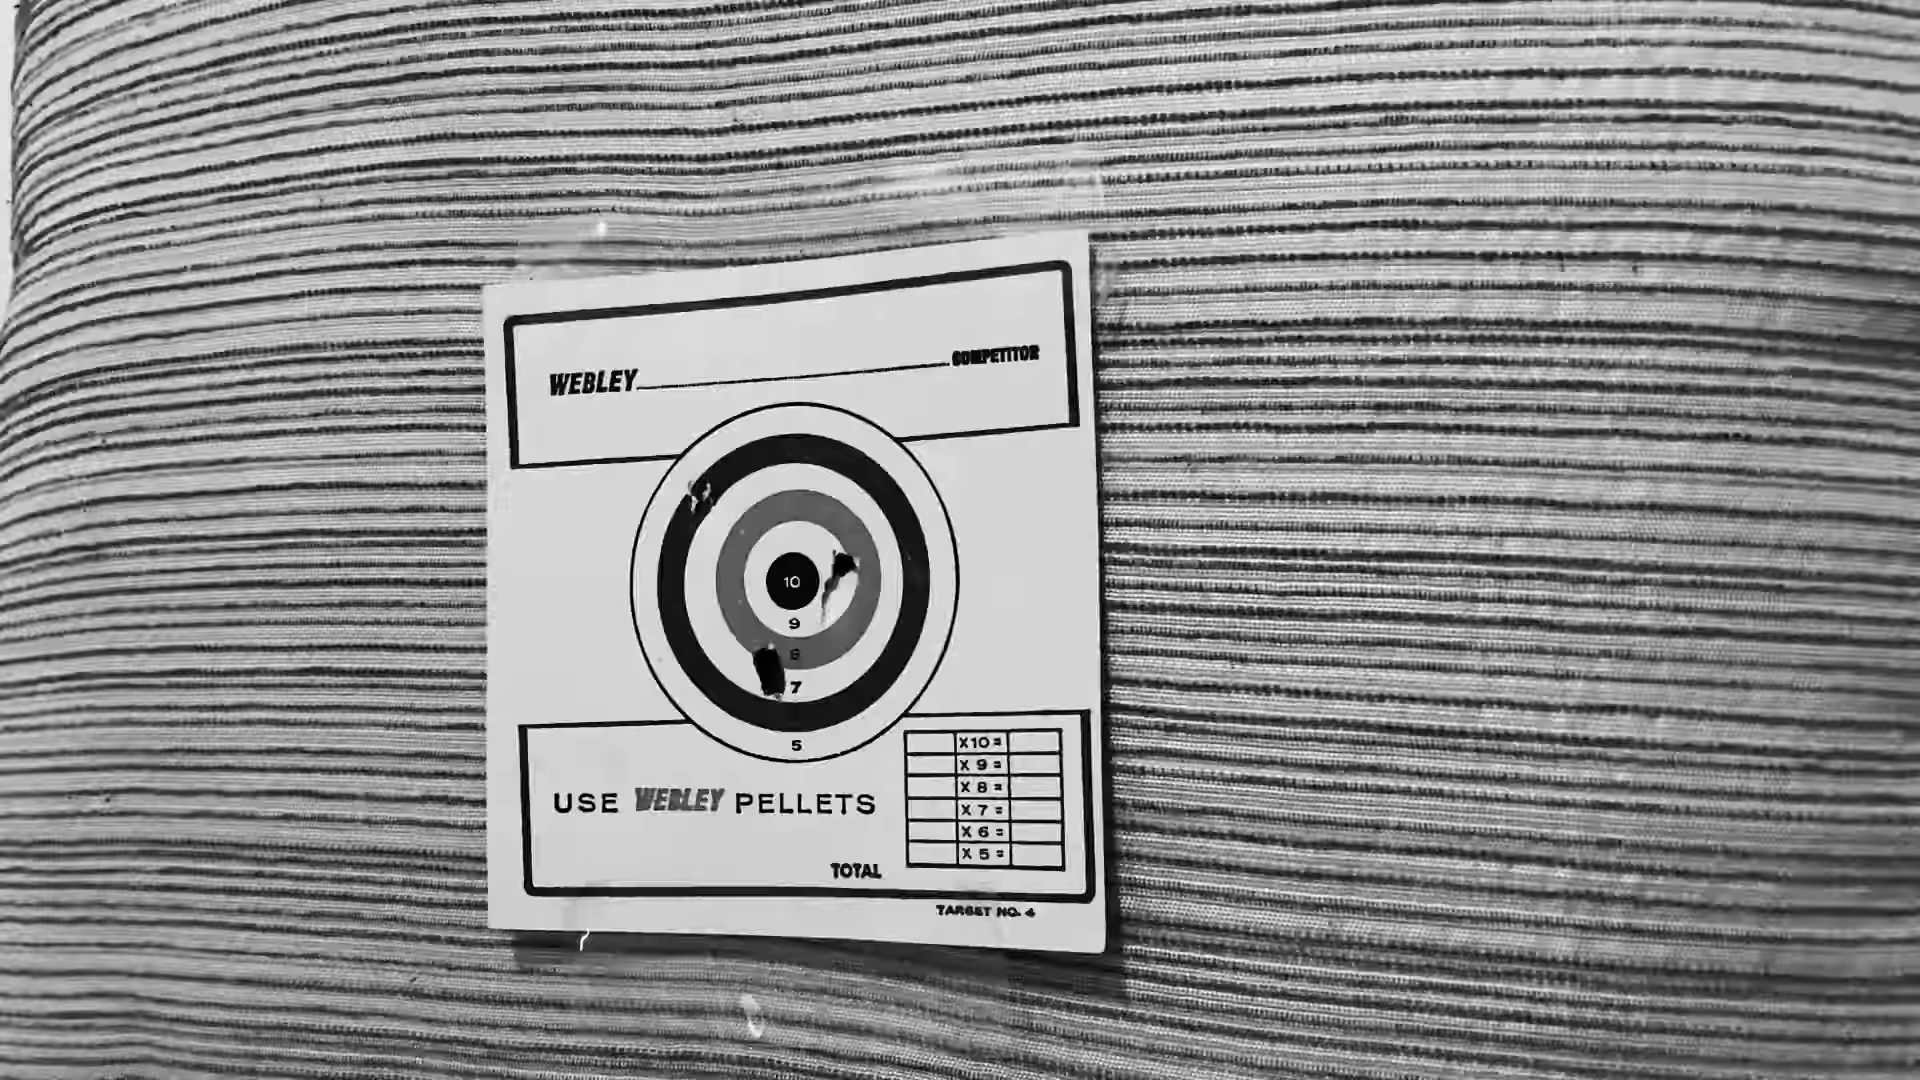 WEBLEY COMPETITOR
10
9
8
7
5
X10=
X 9 =
X 8 =
X 7 =
X 6 =
X 5 =
USE WEBLEY PELLETS
TOTAL
TARGET NO. 4